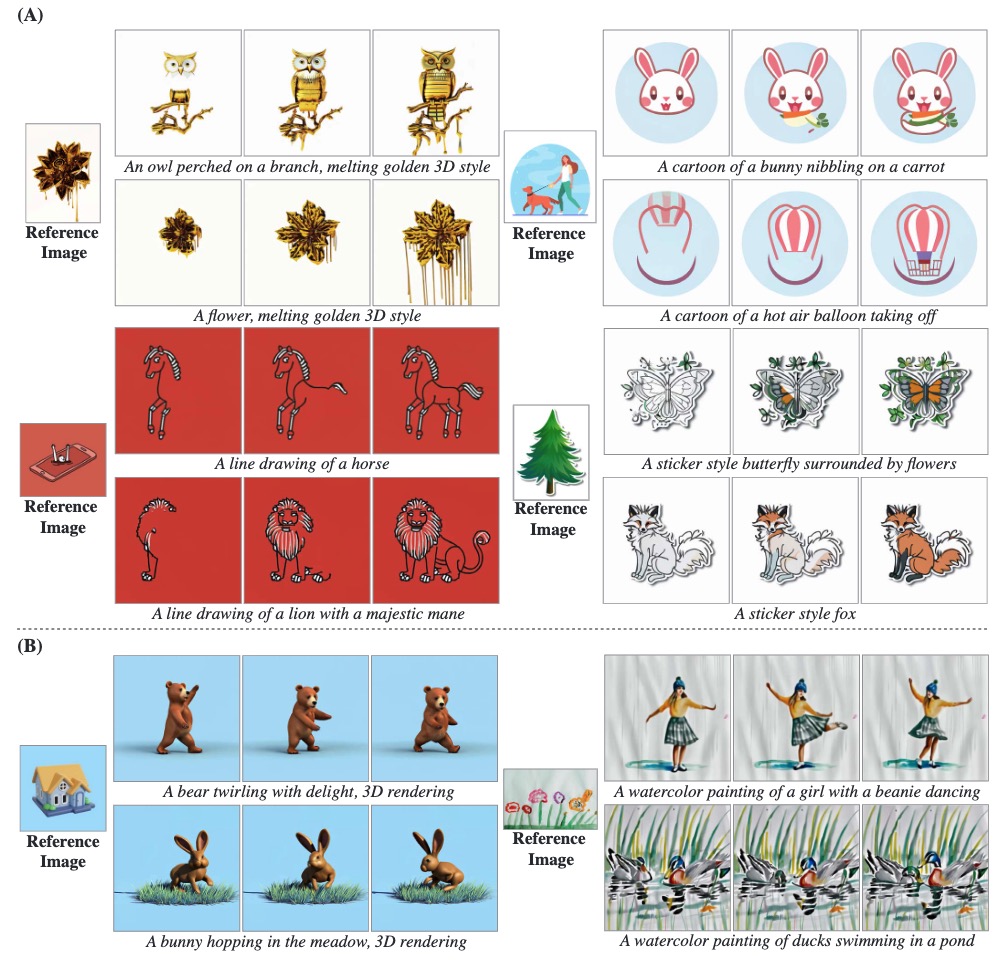 (A)
An owl perched on a branch, melting golden 3D style
A cartoon of a bunny nibbling on a carrot
Reference
Image
Reference
Image
A flower, melting golden 3D style
A cartoon of a hot air balloon taking off
A line drawing of a horse
A sticker style butterfly surrounded by flowers
Reference
Image
Reference
Image
A line drawing of a lion with a majestic mane
A sticker style fox
(B)
A bear twirling with delight, 3D rendering
A watercolor painting of a girl with a beanie dancing
Reference
Image
Reference
Image
A bunny hopping in the meadow, 3D rendering
A watercolor painting of ducks swimming in a pond